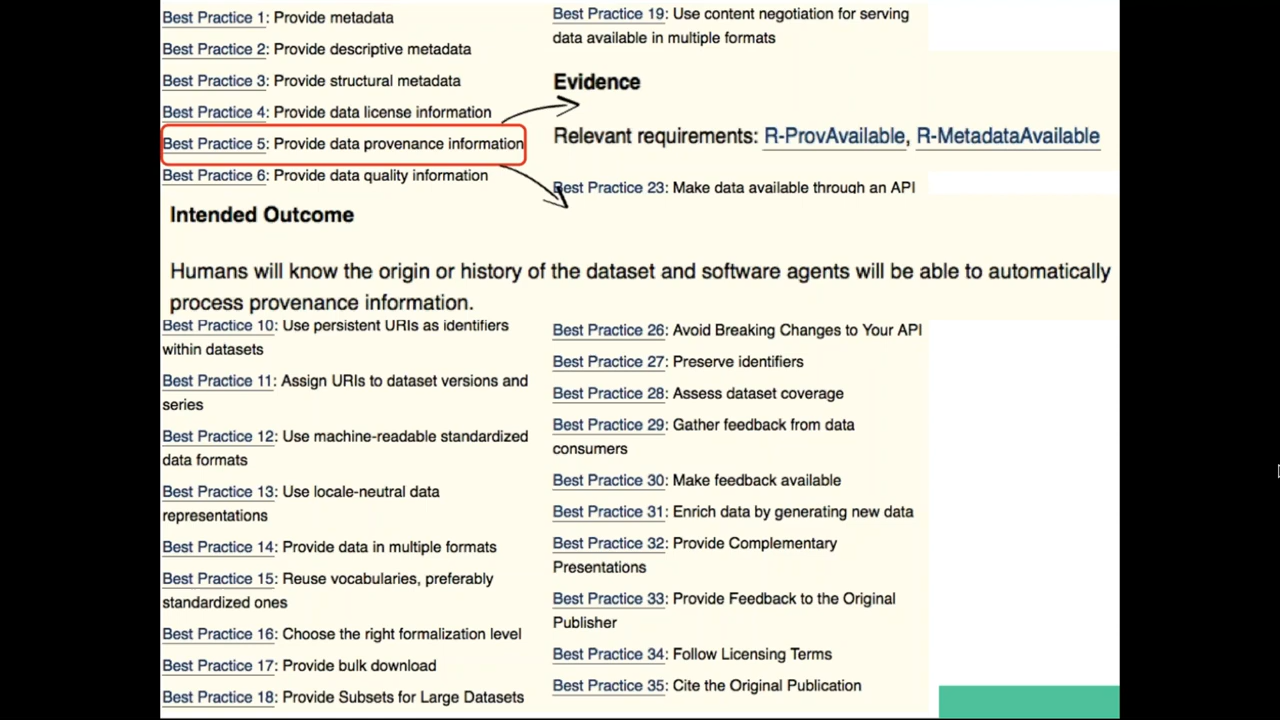 Best Practice 1: Provide metadata
Best Practice 2: Provide descriptive metadata
Best Practice 3: Provide structural metadata
Best Practice 4: Provide data license information
Best Practice 5: Provide data provenance information
Best Practice 6: Provide data quality information
Best Practice 19: Use content negotiation for serving
data available in multiple formats
Evidence
Relevant requirements: R-ProvAvailable, R-MetadataAvailable
Best Practice 23: Make data available through an API
Intended Outcome
Humans will know the origin or history of the dataset and software agents will be able to automatically
process provenance information.
Best Practice 10: Use persistent URIs as identifiers
within datasets
Best Practice 11: Assign URIs to dataset versions and
series
Best Practice 12: Use machine-readable standardized
data formats
Best Practice 13: Use locale-neutral data
representations
Best Practice 14: Provide data in multiple formats
Best Practice 15: Reuse vocabularies, preferably
standardized ones
Best Practice 16: Choose the right formalization level
Best Practice 17: Provide bulk download
Best Practice 18: Provide Subsets for Large Datasets
Best Practice 26: Avoid Breaking Changes to Your API
Best Practice 27: Preserve identifiers
Best Practice 28: Assess dataset coverage
Best Practice 29: Gather feedback from data
consumers
Best Practice 30: Make feedback available
Best Practice 31: Enrich data by generating new data
Best Practice 32: Provide Complementary
Presentations
Best Practice 33: Provide Feedback to the Original
Publisher
Best Practice 34: Follow Licensing Terms
Best Practice 35: Cite the Original Publication